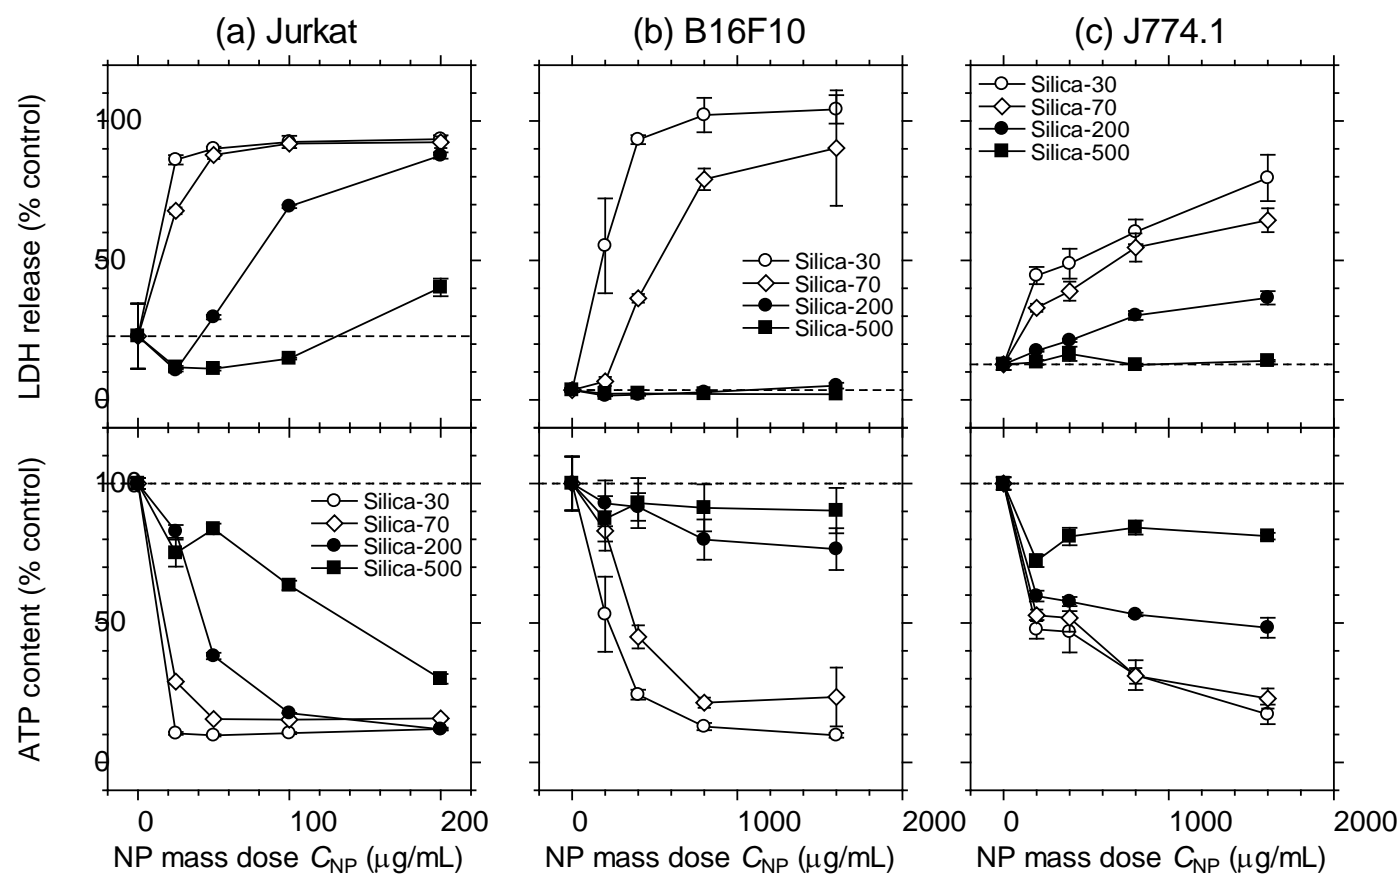 (a) Jurkat
(b) B16F10
(c) J774.1
LDH release (% control)
100
50
0
Silica-30
Silica-70
Silica-200
Silica-500
Silica-30
Silica-70
Silica-200
Silica-500
ATP content (% control)
100
50
0
Silica-30
Silica-70
Silica-200
Silica-500
0 100 200
0 1000 2000
0 1000 2000
NP mass dose CNP (μg/mL)
NP mass dose CNP (μg/mL)
NP mass dose CNP (μg/mL)